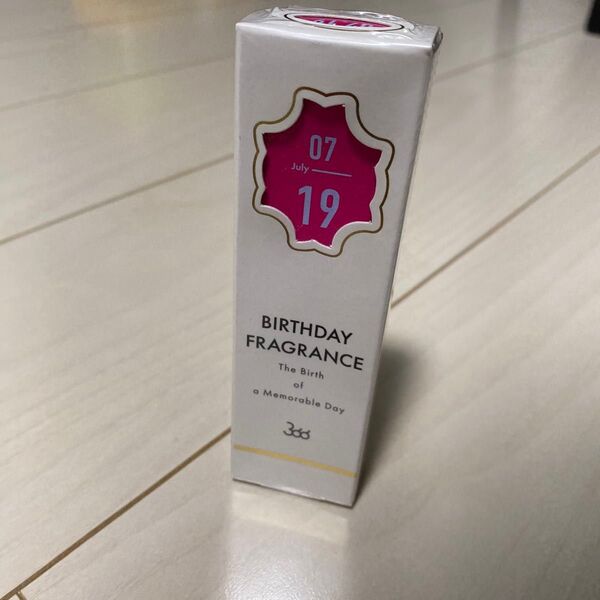 07
July
19
BIRTHDAY
FRAGRANCE
The Birth
of
a Memorable Day
366